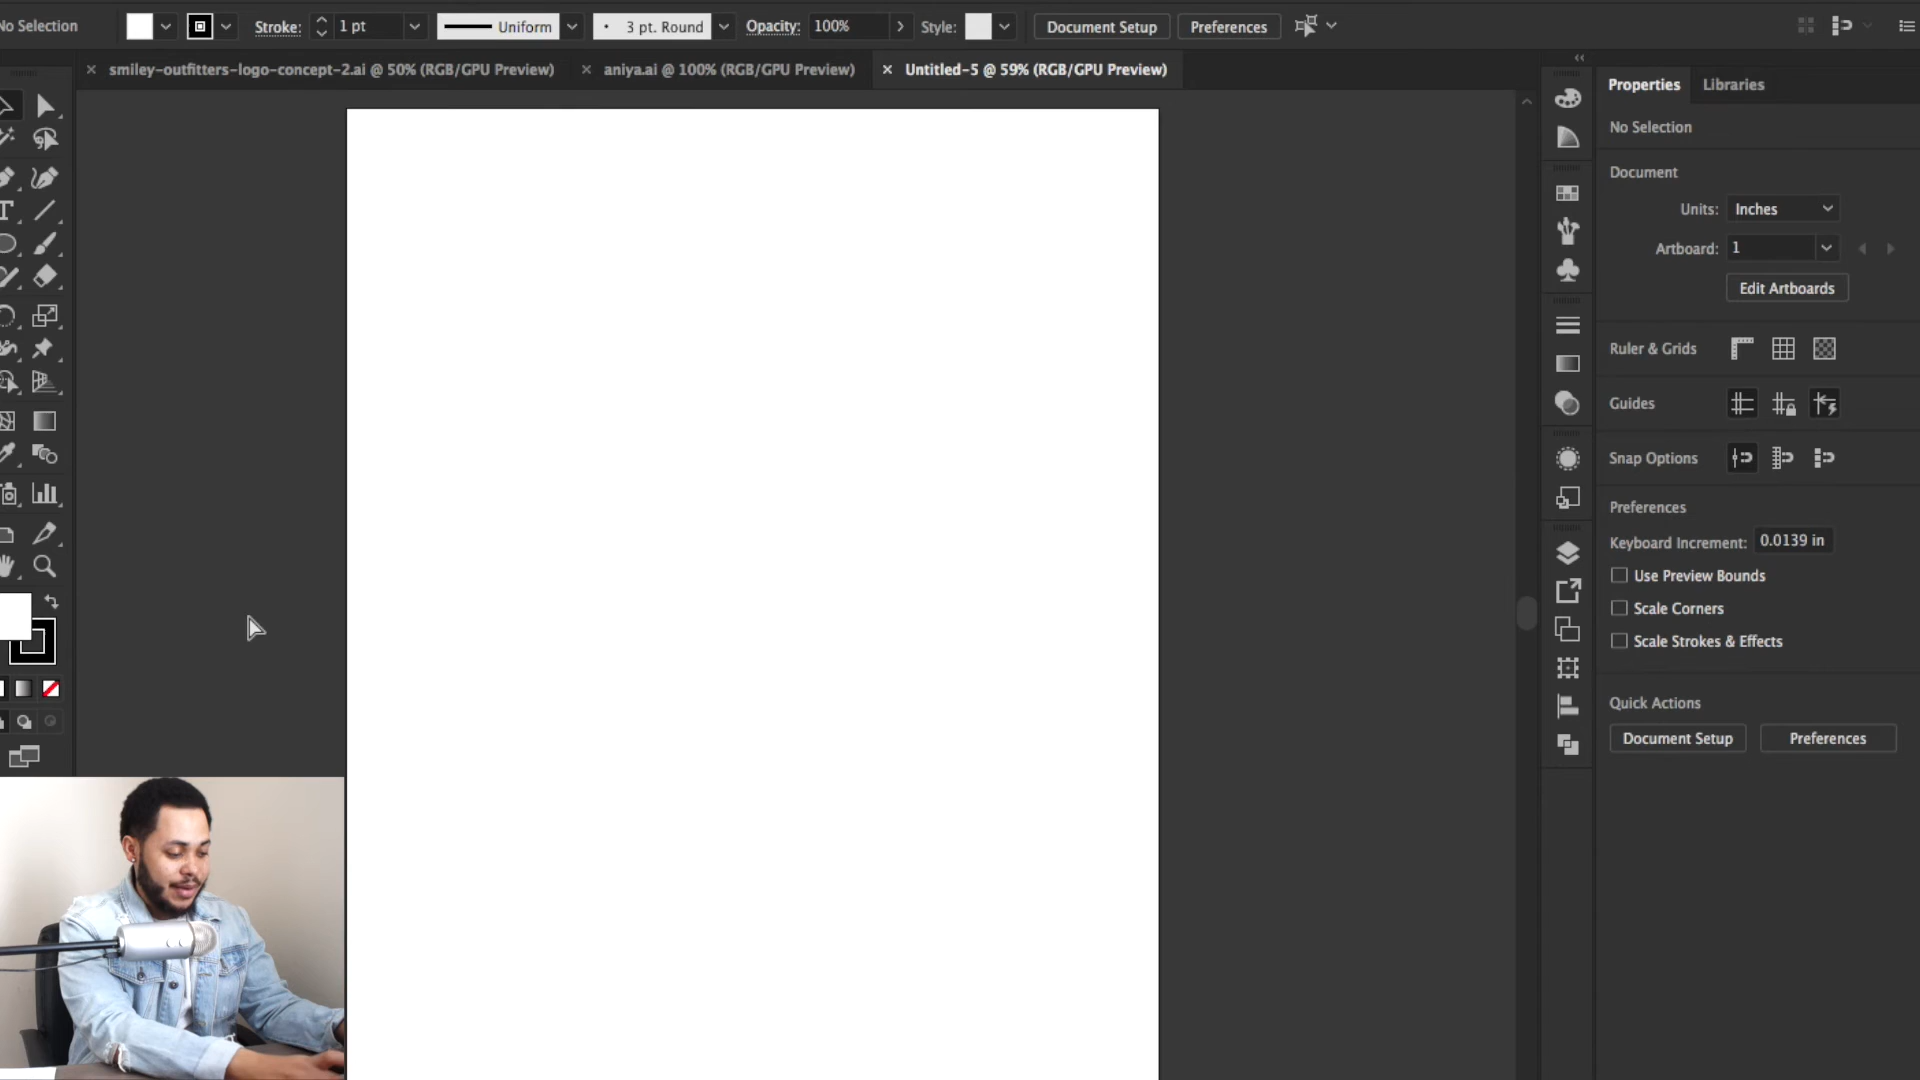 No Selection
Stroke: 1 pt Uniform 3 pt. Round Opacity: 100% Style: Document Setup Preferences
smiley-outfitters-logo-concept-2.ai @ 50% (RGB/GPU Preview) aniya.ai @ 100% (RGB/GPU Preview) Untitled-5 @ 59% (RGB/GPU Preview)
Properties Libraries
No Selection
Document
Units: Inches
Artboard: 1
Edit Artboards
Ruler & Grids
Guides
Snap Options
Preferences
Keyboard Increment: 0.0139 in
Use Preview Bounds
Scale Corners
Scale Strokes & Effects
Quick Actions
Document Setup Preferences